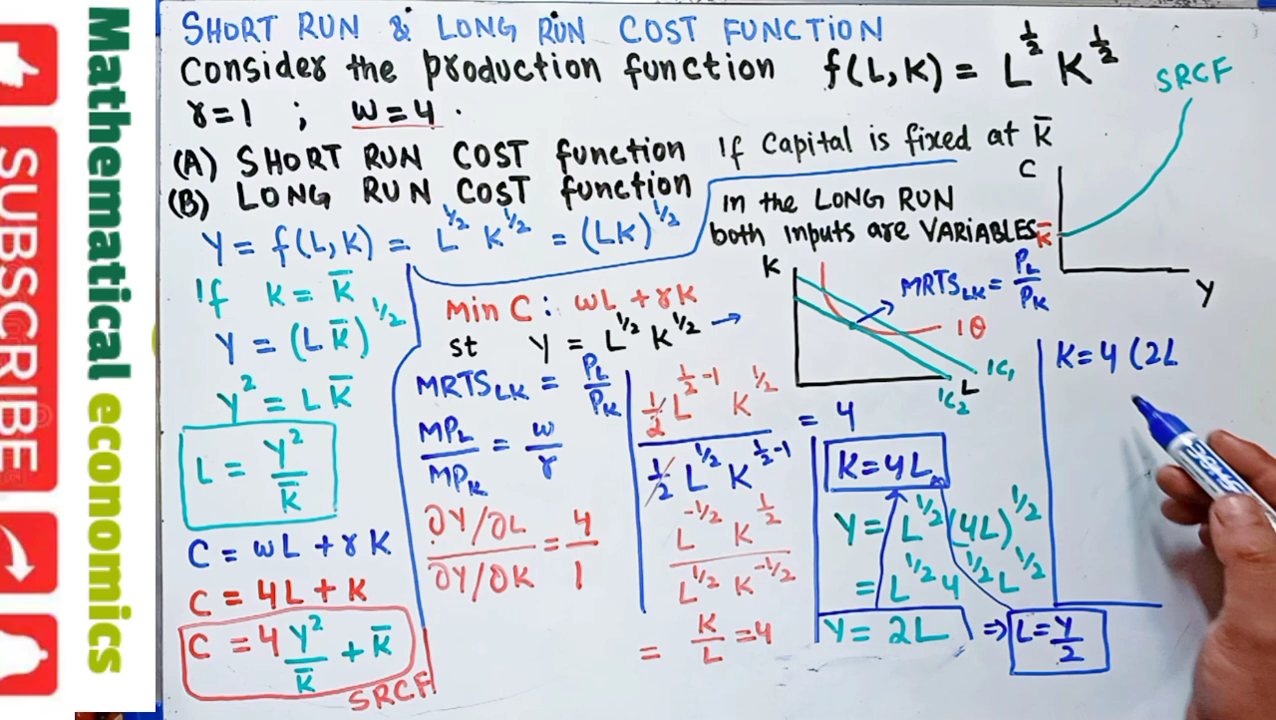 SUBSCRIBE
Mathematical economics
SHORT RUN & LONG RUN COST FUNCTION
Consider the production function f(L,K) = L^½ K^½
r=1 ; w=4 .
(A) SHORT RUN COST function If Capital is fixed at K̅
(B) LONG RUN COST function
In the LONG RUN
both inputs are VARIABLES
Y = f(L,K) = L^1/2 K^1/2 = (LK)^1/2
If K = K̅
Y = (L K̅)^1/2
Y² = L K̅
L = Y²/K̅
C = wL + rK
C = 4L + K
C = 4 Y²/K̅ + K̅
SRCF
Min C: wL + rK
st Y = L^1/2 K^1/2 →
MRTS_LK = P_L/P_K
MP_L/MP_K = w/r
∂Y/∂L / ∂Y/∂K = 4/1
½ L^½-1 K^½ / ½ L^½ K^½-1 = 4
L^-1/2 K^½ / L^½ K^-1/2
= K/L = 4
K
MRTS_LK = P_L/P_K
IQ
IC₁
L
IC₂
K=4L
Y = L^1/2 (4L)^1/2
= L^1/2 4^1/2 L^1/2
Y = 2L ⇒ L = Y/2
SRCF
C
K̅
Y
K=4(2L